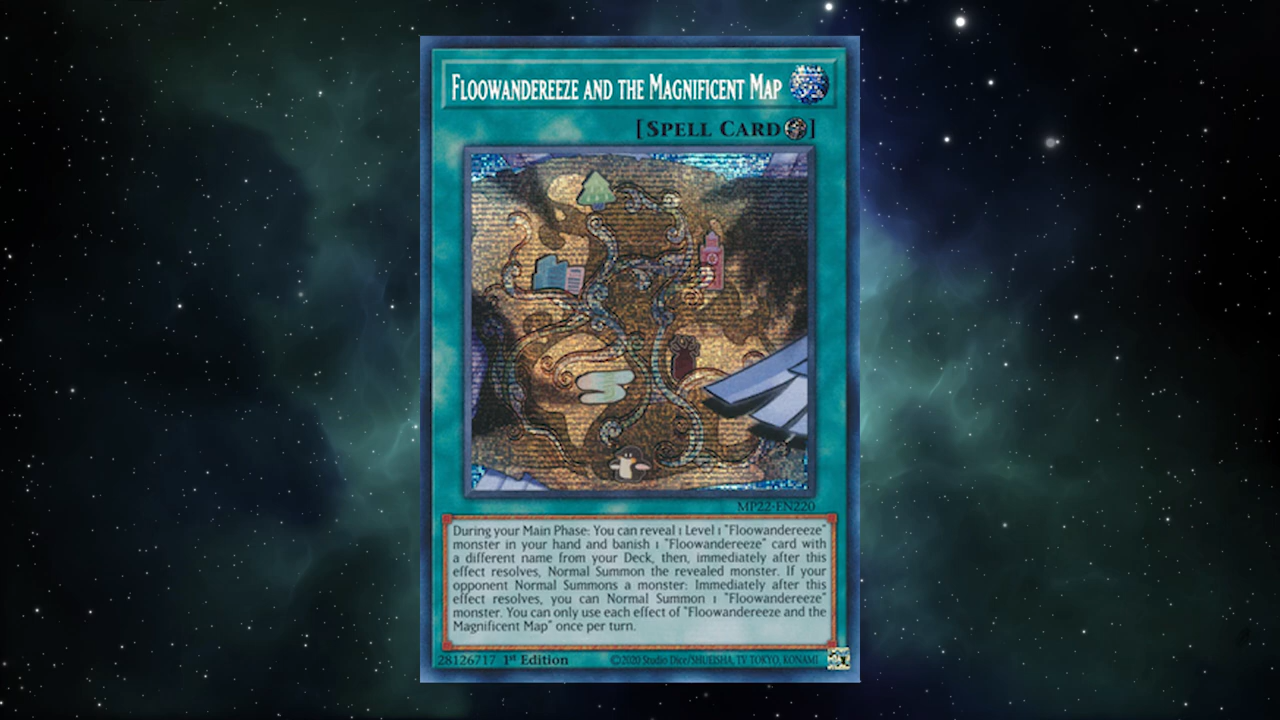 FLOOWANDEREEZE AND THE MAGNIFICENT MAP
[SPELL CARD]
MP22-EN220
During your Main Phase: You can reveal 1 Level 1 "Floowandereeze"
monster in your hand and banish 1 "Floowandereeze" card with
a different name from your Deck, then, immediately after this
effect resolves, Normal Summon the revealed monster. If your
opponent Normal Summons a monster: Immediately after this
effect resolves, you can Normal Summon 1 "Floowandereeze"
monster. You can only use each effect of "Floowandereeze and the
Magnificent Map" once per turn.
28126717 1st Edition ©2020 Studio Dice/SHUEISHA, TV TOKYO, KONAMI